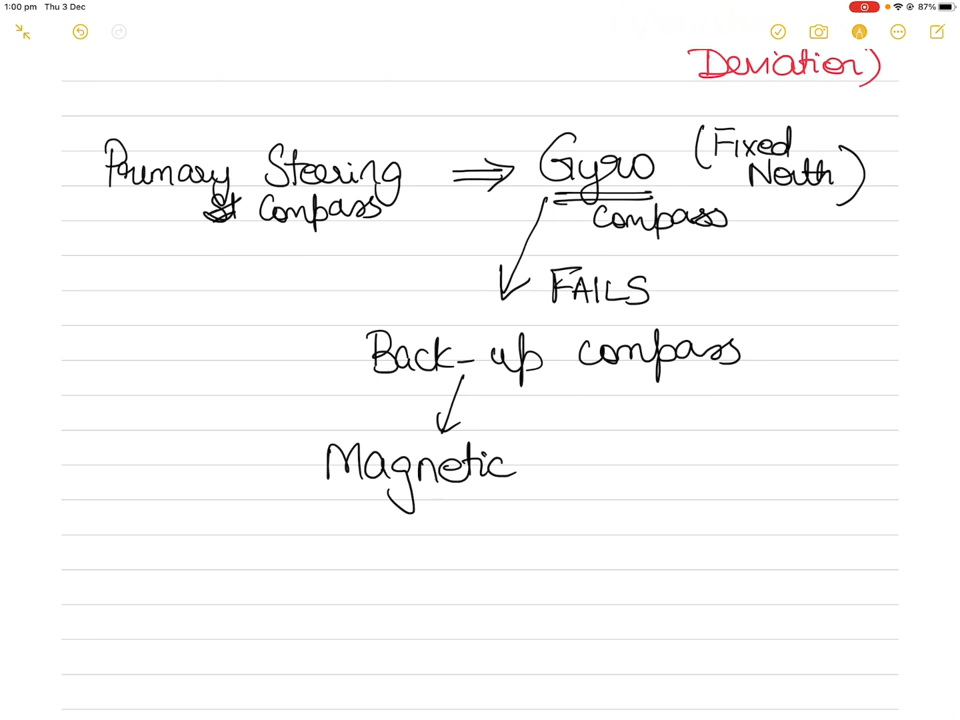 1:00 pm Thu 3 Dec 87%
Deviation)
Primary Steering ⇒ Gyro (Fixed North)
Compass compass
FAILS
Back-up compass
Magnetic